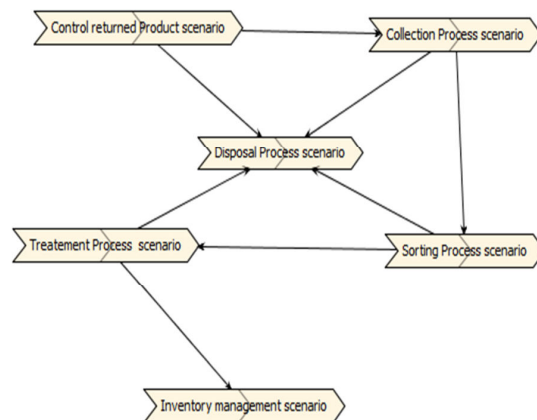 Control returned Product scenario
Collection Process scenario
Disposal Process scenario
Treatement Process scenario
Sorting Process scenario
Inventory management scenario